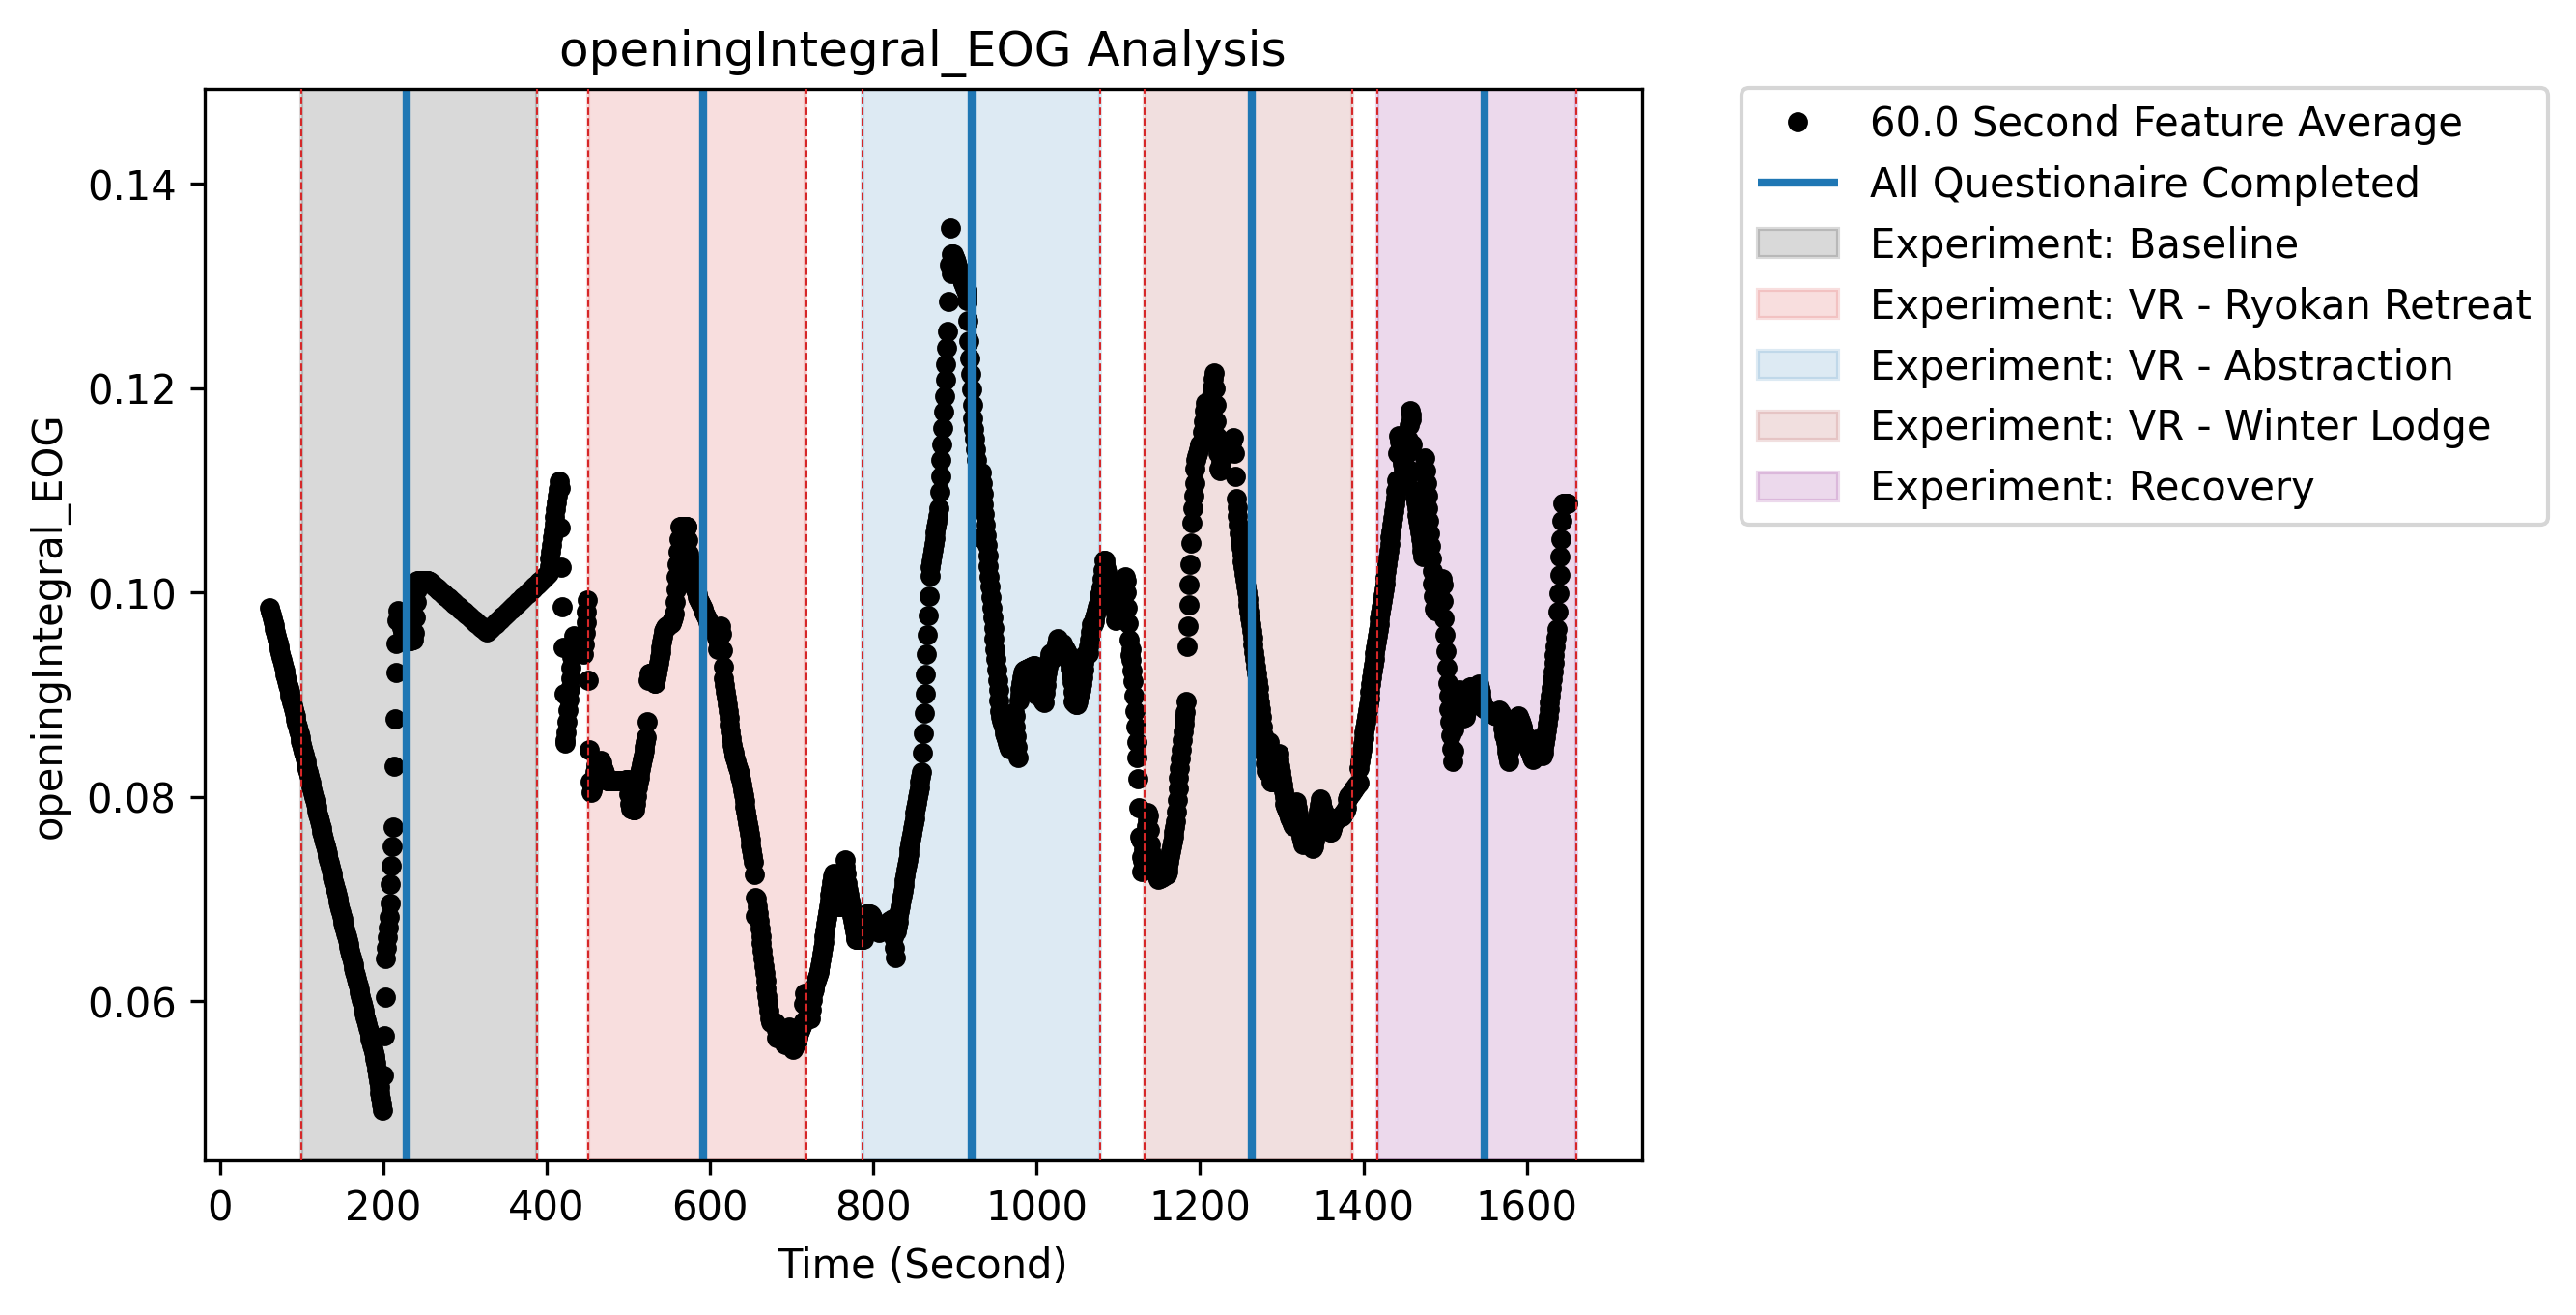 openingIntegral_EOG Analysis
openingIntegral_EOG
0.14
0.12
0.10
0.08
0.06
0 200 400 600 800 1000 1200 1400 1600
Time (Second)
60.0 Second Feature Average
All Questionaire Completed
Experiment: Baseline
Experiment: VR - Ryokan Retreat
Experiment: VR - Abstraction
Experiment: VR - Winter Lodge
Experiment: Recovery